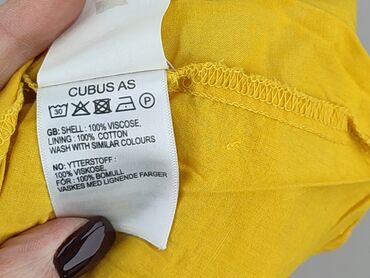 CUBUS AS
30 P
GB: SHELL: 100% VISCOSE,
LINING: 100% COTTON
WASH WITH SIMILAR COLOURS
NO: YTTERSTOFF :
100% VISKOSE,
FÔR : 100% BOMULL
VASKES MED LIGNENDE FARGER